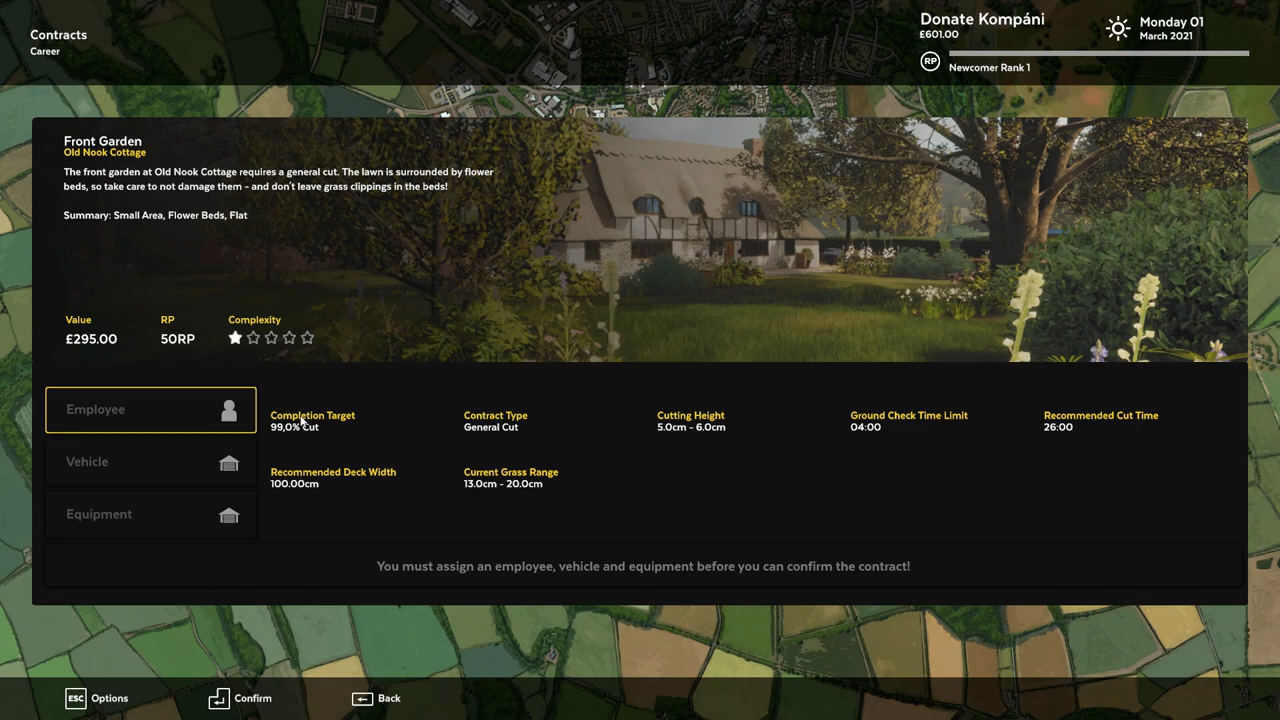 Contracts
Career
Donate Kompáni
£601.00
Monday 01
March 2021
RP
Newcomer Rank 1
Front Garden
Old Nook Cottage
The front garden at Old Nook Cottage requires a general cut. The lawn is surrounded by flower
beds, so take care to not damage them - and don't leave grass clippings in the beds!
Summary: Small Area, Flower Beds, Flat
Value
£295.00
RP
50RP
Complexity
Employee
Vehicle
Equipment
Completion Target
99,0% Cut
Contract Type
General Cut
Cutting Height
5.0cm - 6.0cm
Ground Check Time Limit
04:00
Recommended Cut Time
26:00
Recommended Deck Width
100.00cm
Current Grass Range
13.0cm - 20.0cm
You must assign an employee, vehicle and equipment before you can confirm the contract!
ESC Options
Confirm
Back